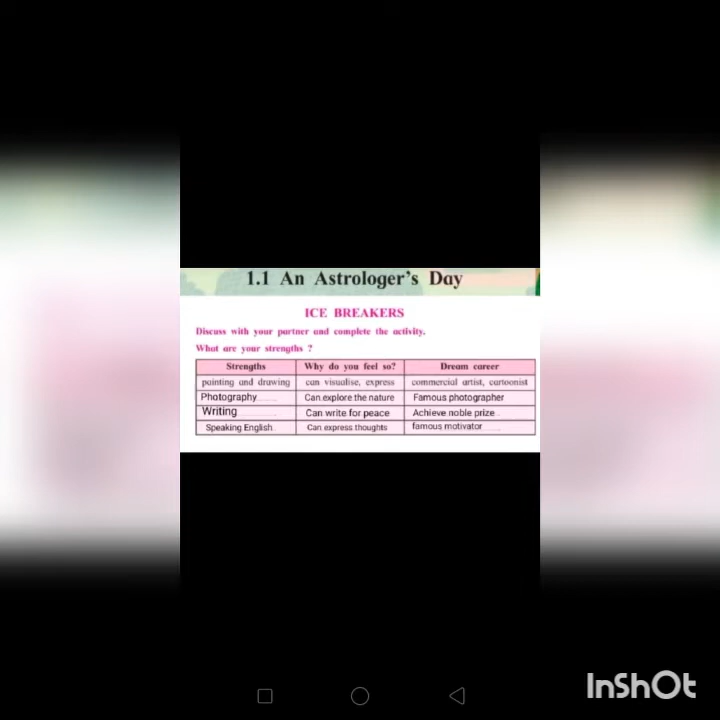 1.1 An Astrologer's Day
ICE BREAKERS
Discuss with your partner and complete the activity.
What are your strengths ?
Strengths Why do you feel so? Dream career
painting and drawing can visualise, express commercial artist, cartoonist
Photography........ Can explore the nature Famous photographer
Writing ............... Can write for peace Achieve noble prize..
Speaking English.. Can express thoughts famous motivator.......
InShOt